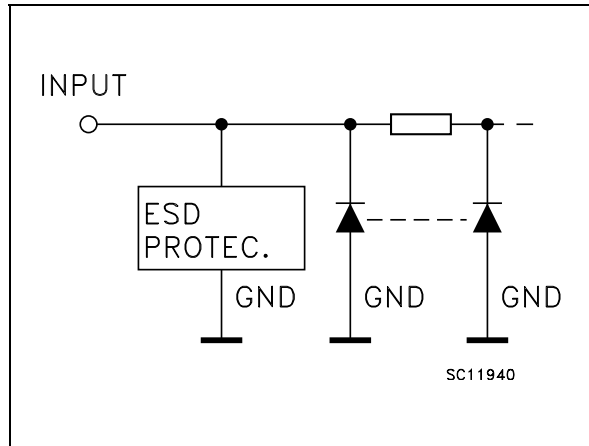 INPUT
ESD
PROTEC.
GND GND GND
SC11940